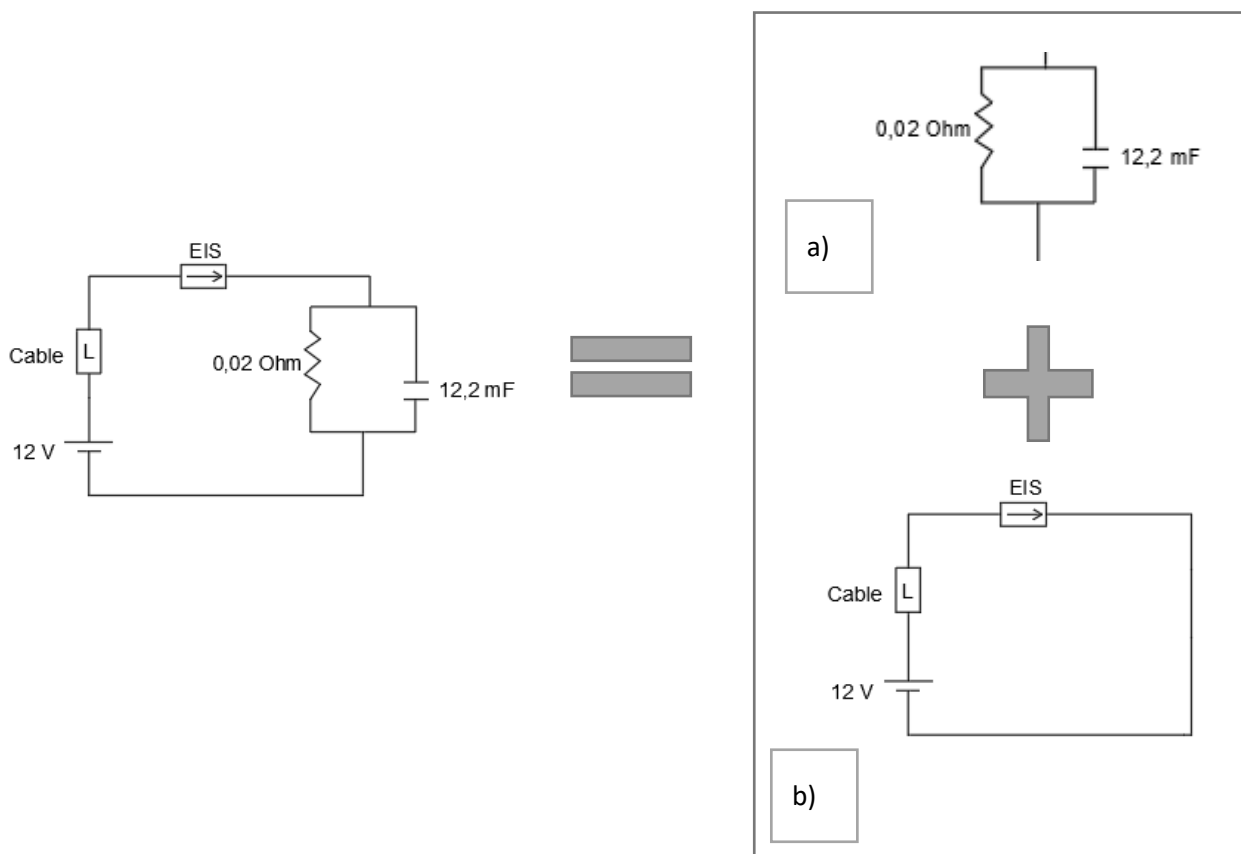 EIS
Cable
L
0,02 Ohm
12,2 mF
12 V
0,02 Ohm
12,2 mF
a)
EIS
Cable
L
12 V
b)